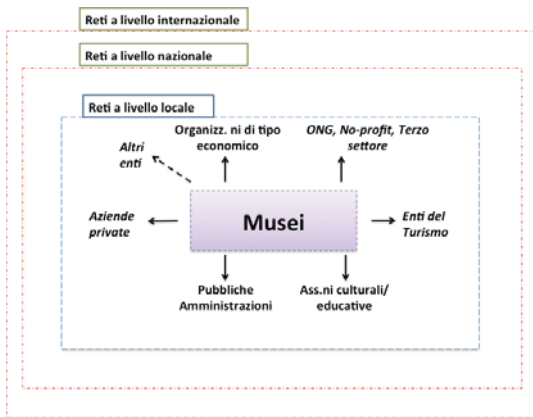 Reti a livello internazionale
Reti a livello nazionale
Reti a livello locale
Altri
enti
Organizz. ni di tipo
economico
ONG, No-profit, Terzo
settore
Aziende
private
Musei
Enti del
Turismo
Pubbliche
Amministrazioni
Ass.ni culturali/
educative